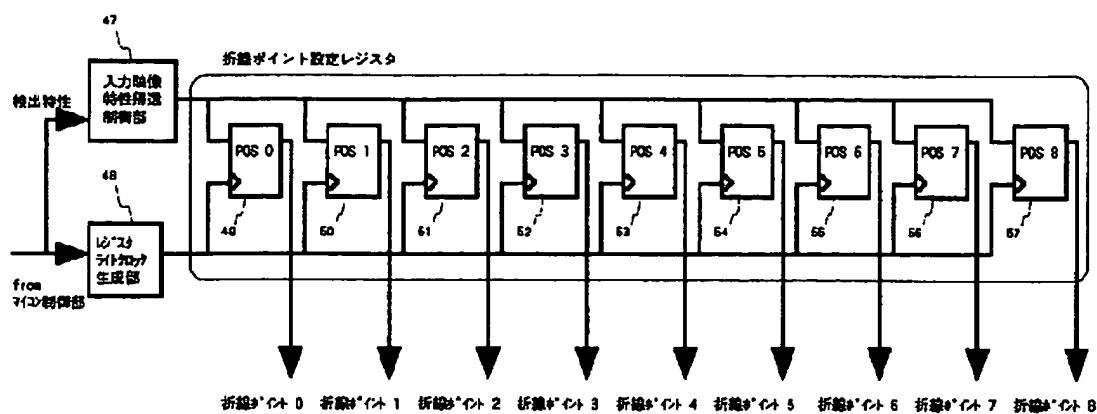 47
折線ポイント設定レジスタ
入力映像
特性
制御部
検出特性
POS 0
POS 1
POS 2
POS 3
POS 4
POS 5
POS 6
POS 7
POS 8
48
49
50
51
52
53
54
55
56
57
レジスタ
ライトクロック
生成部
from
マイコン制御部
折線ポイント 0
折線ポイント 1
折線ポイント 2
折線ポイント 3
折線ポイント 4
折線ポイント 5
折線ポイント 6
折線ポイント 7
折線ポイント 8